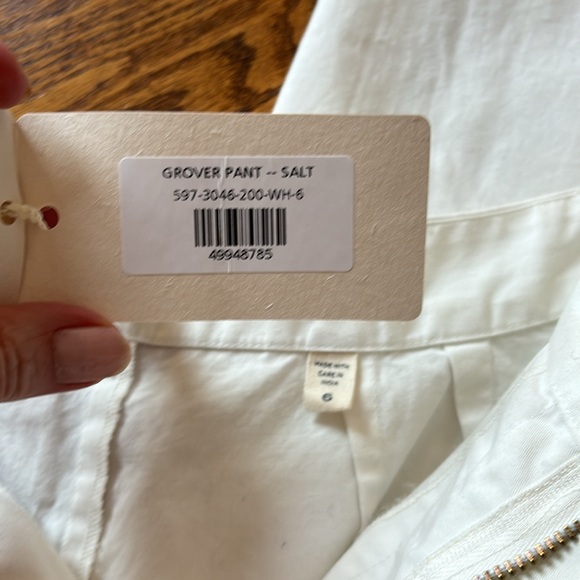 GROVER PANT -- SALT
597-3046-200-WH-6
49948785
MADE WITH
CARE IN
INDIA
6